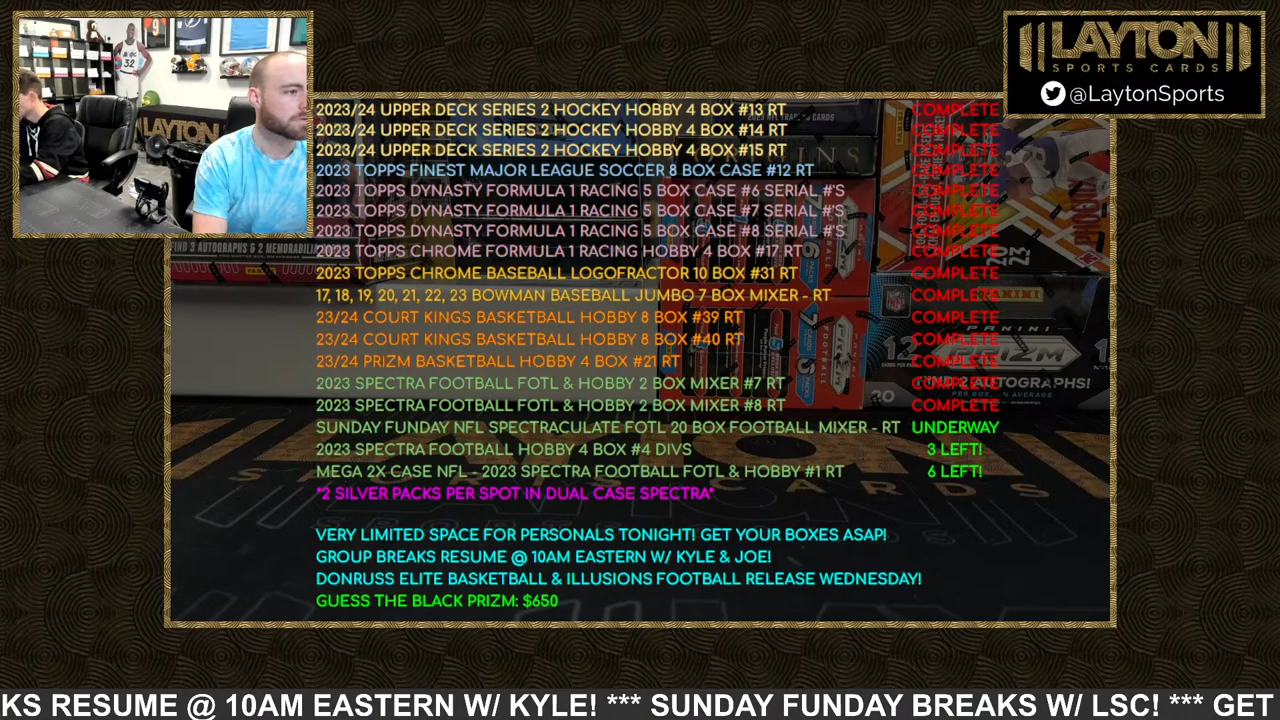 LAYTON
SPORTS CARDS
@LaytonSports
32
9
LAYTON
2023/24 UPPER DECK SERIES 2 HOCKEY HOBBY 4 BOX #13 RT COMPLETE
2023/24 UPPER DECK SERIES 2 HOCKEY HOBBY 4 BOX #14 RT COMPLETE
2023/24 UPPER DECK SERIES 2 HOCKEY HOBBY 4 BOX #15 RT COMPLETE
2023 TOPPS FINEST MAJOR LEAGUE SOCCER 8 BOX CASE #12 RT COMPLETE
2023 TOPPS DYNASTY FORMULA 1 RACING 5 BOX CASE #6 SERIAL #'S COMPLETE
2023 TOPPS DYNASTY FORMULA 1 RACING 5 BOX CASE #7 SERIAL #'S COMPLETE
2023 TOPPS DYNASTY FORMULA 1 RACING 5 BOX CASE #8 SERIAL #'S COMPLETE
2023 TOPPS CHROME FORMULA 1 RACING HOBBY 4 BOX #17 RT COMPLETE
2023 TOPPS CHROME BASEBALL LOGOFRACTOR 10 BOX #31 RT COMPLETE
17, 18, 19, 20, 21, 22, 23 BOWMAN BASEBALL JUMBO 7 BOX MIXER - RT COMPLETE
23/24 COURT KINGS BASKETBALL HOBBY 8 BOX #39 RT COMPLETE
23/24 COURT KINGS BASKETBALL HOBBY 8 BOX #40 RT COMPLETE
23/24 PRIZM BASKETBALL HOBBY 4 BOX #21 RT COMPLETE
2023 SPECTRA FOOTBALL FOTL & HOBBY 2 BOX MIXER #7 RT COMPLETE
2023 SPECTRA FOOTBALL FOTL & HOBBY 2 BOX MIXER #8 RT COMPLETE
SUNDAY FUNDAY NFL SPECTRACULATE FOTL 20 BOX FOOTBALL MIXER - RT UNDERWAY
2023 SPECTRA FOOTBALL HOBBY 4 BOX #4 DIVS 3 LEFT!
MEGA 2X CASE NFL - 2023 SPECTRA FOOTBALL FOTL & HOBBY #1 RT 6 LEFT!
*2 SILVER PACKS PER SPOT IN DUAL CASE SPECTRA*
VERY LIMITED SPACE FOR PERSONALS TONIGHT! GET YOUR BOXES ASAP!
GROUP BREAKS RESUME @ 10AM EASTERN W/ KYLE & JOE!
DONRUSS ELITE BASKETBALL & ILLUSIONS FOOTBALL RELEASE WEDNESDAY!
GUESS THE BLACK PRIZM: $650
PANINI
PANINI
PRIZM
KS RESUME @ 10AM EASTERN W/ KYLE! *** SUNDAY FUNDAY BREAKS W/ LSC! *** GET